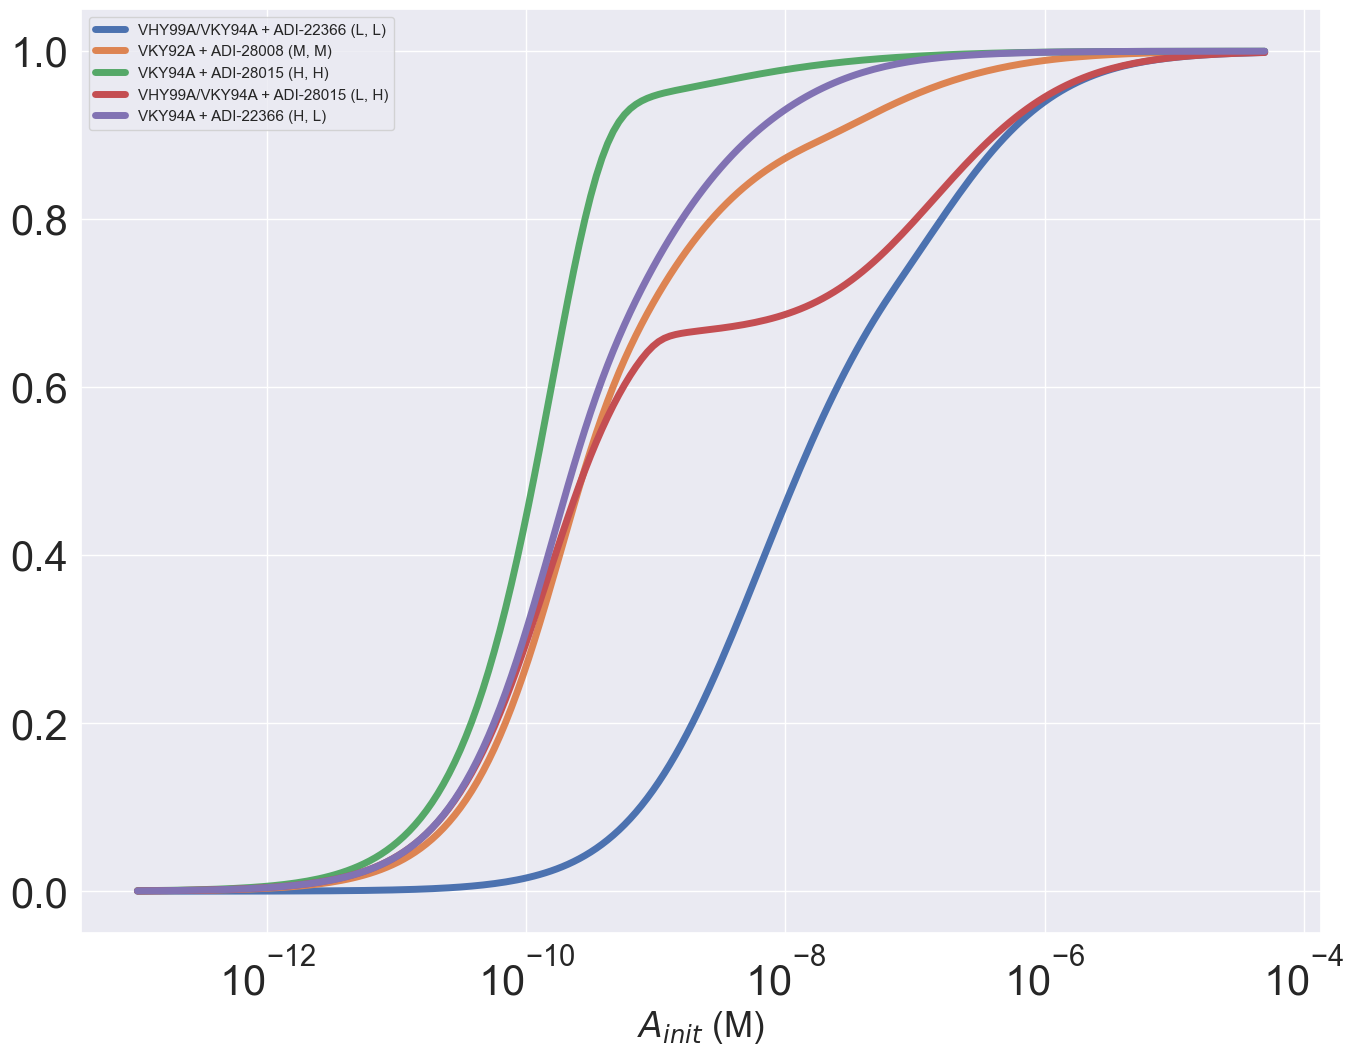 1.0
0.8
0.6
0.4
0.2
0.0
VHY99A/VKY94A + ADI-22366 (L, L)
VKY92A + ADI-28008 (M, M)
VKY94A + ADI-28015 (H, H)
VHY99A/VKY94A + ADI-28015 (L, H)
VKY94A + ADI-22366 (H, L)
10⁻¹² 10⁻¹⁰ 10⁻⁸ 10⁻⁶ 10⁻⁴
A_init (M)